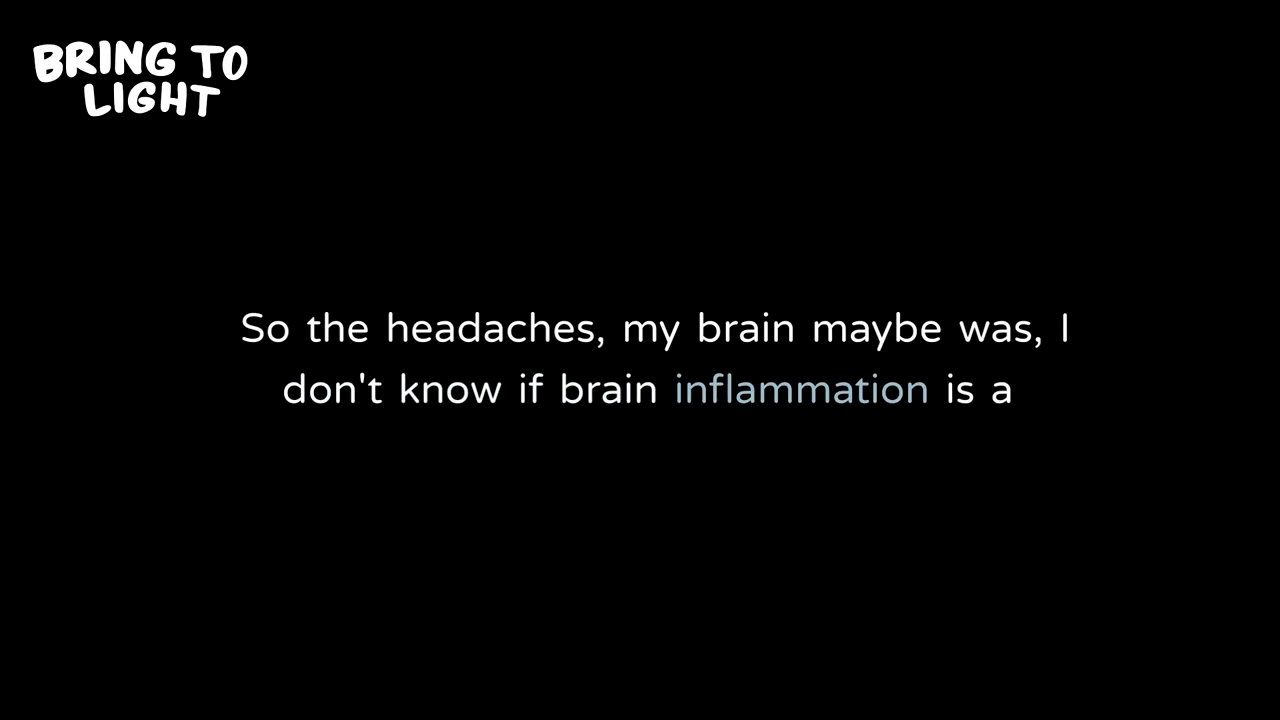 BRING TO
LIGHT
So the headaches, my brain maybe was, I
don't know if brain inflammation is a